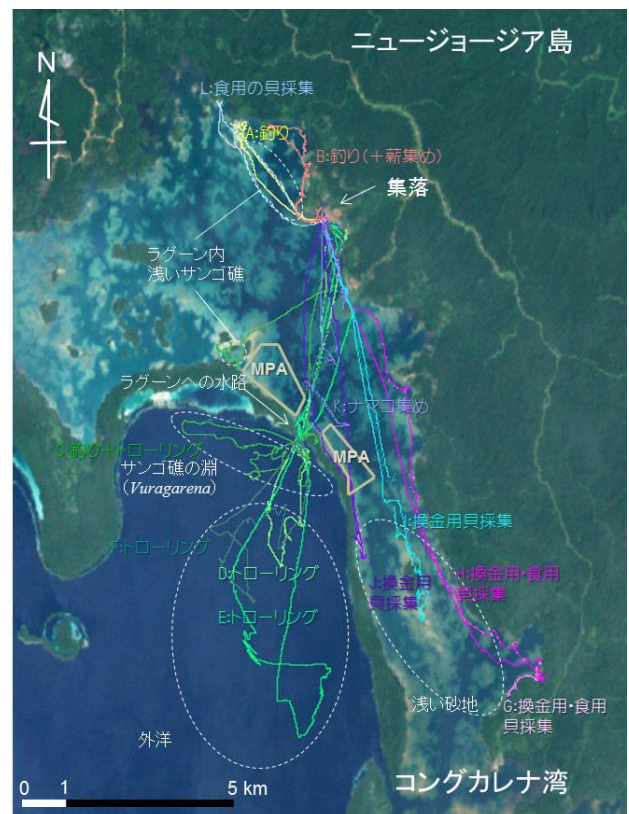 ニュージョージア島
N
L:食用の貝採集
A:釣り
B:釣り(+薪集め)
集落
ラグーン内
浅いサンゴ礁
MPA
ラグーンへの水路
K:ナマコ集め
C:釣り+トローリング
MPA
サンゴ礁の淵
(Vuragarena)
I:換金用貝採集
F:トローリング
D:トローリング
J:換金用
貝採集
H:換金用・食用
貝採集
E:トローリング
浅い砂地
G:換金用・食用
貝採集
外洋
コングカレナ湾
0 1 5 km